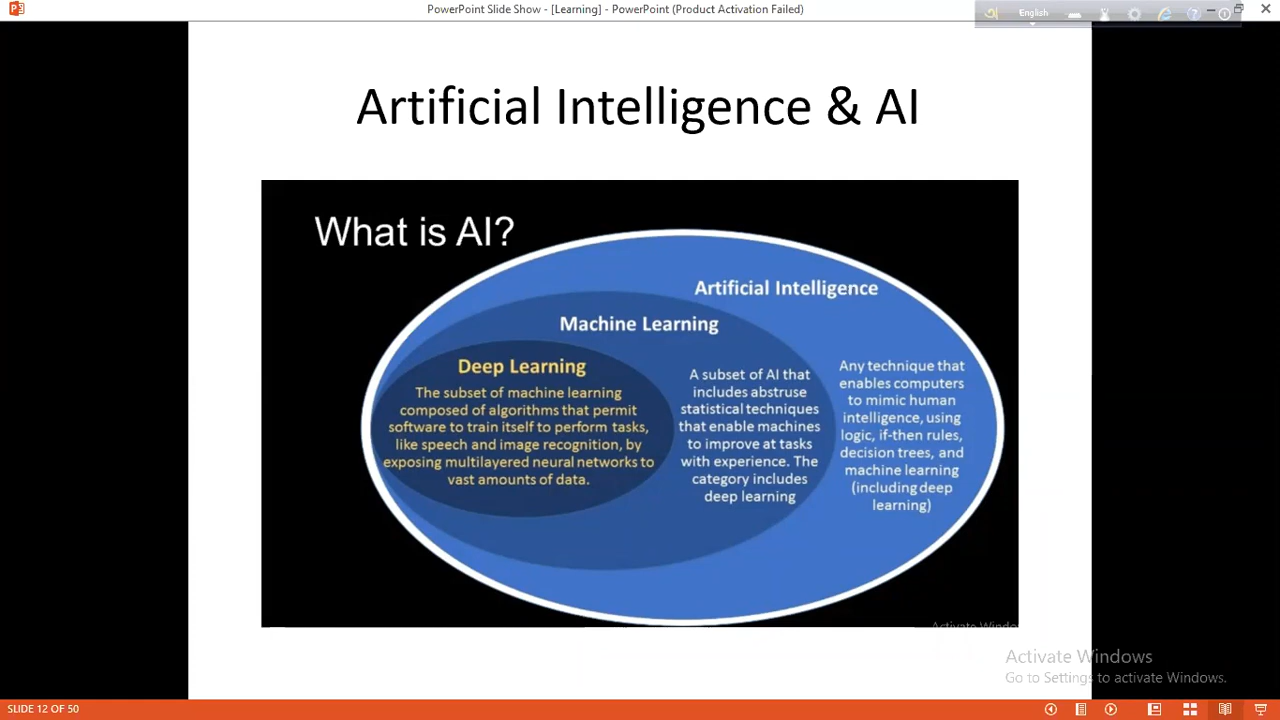 PowerPoint Slide Show - [Learning] - PowerPoint (Product Activation Failed)
English
Artificial Intelligence & AI
What is AI?
Artificial Intelligence
Machine Learning
Deep Learning
The subset of machine learning
composed of algorithms that permit
software to train itself to perform tasks,
like speech and image recognition, by
exposing multilayered neural networks to
vast amounts of data.
A subset of AI that
includes abstruse
statistical techniques
that enable machines
to improve at tasks
with experience. The
category includes
deep learning
Any technique that
enables computers
to mimic human
intelligence, using
logic, if-then rules,
decision trees, and
machine learning
(including deep
learning)
Activate Windows
Go to Settings to activate Windows.
SLIDE 12 OF 50